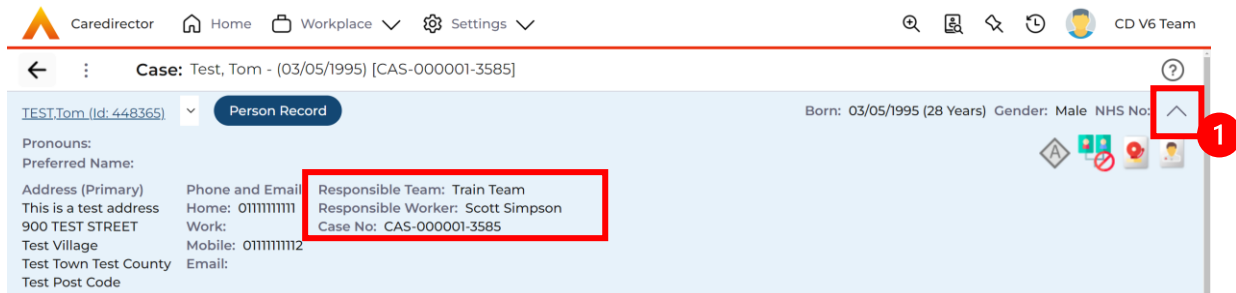 Caredirector Home Workplace Settings CD V6 Team
Case: Test, Tom - (03/05/1995) [CAS-000001-3585]
TEST,Tom (Id: 448365) Person Record Born: 03/05/1995 (28 Years) Gender: Male NHS No:
1
Pronouns:
Preferred Name:
A
Address (Primary) Phone and Email Responsible Team: Train Team
This is a test address Home: 01111111111 Responsible Worker: Scott Simpson
900 TEST STREET Work: Case No: CAS-000001-3585
Test Village Mobile: 01111111112
Test Town Test County Email:
Test Post Code